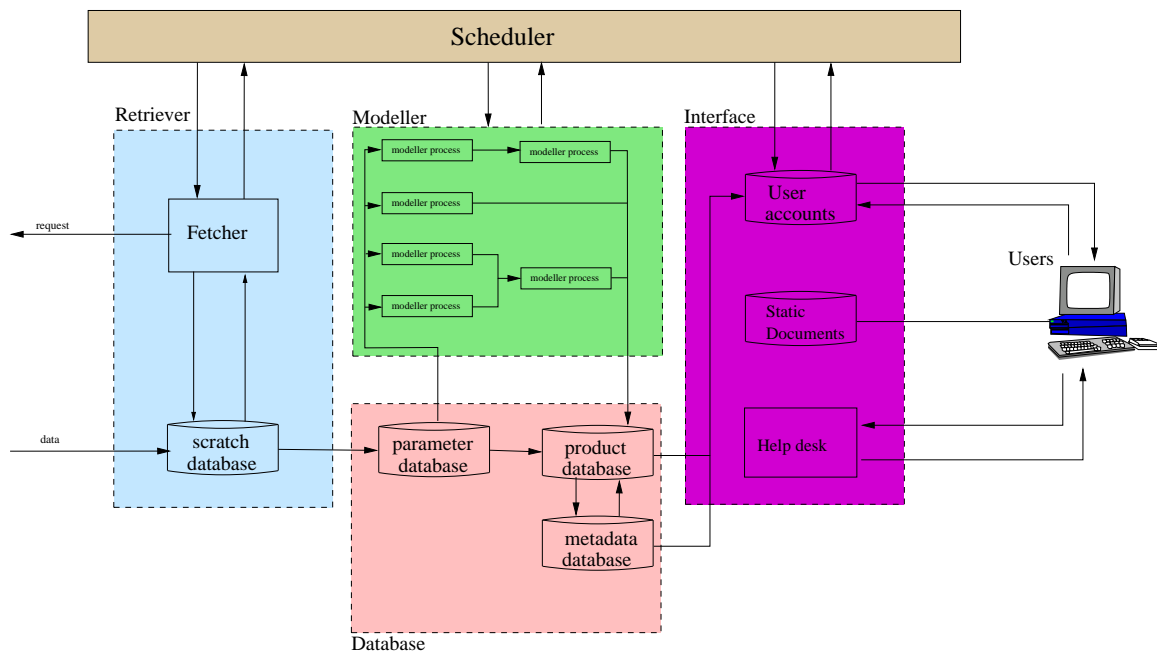 Scheduler
Retriever
Modeller
Interface
modeller process
modeller process
modeller process
modeller process
modeller process
modeller process
User
accounts
request
Fetcher
Users
Static
Documents
data
scratch
database
parameter
database
product
database
Help desk
metadata
database
Database